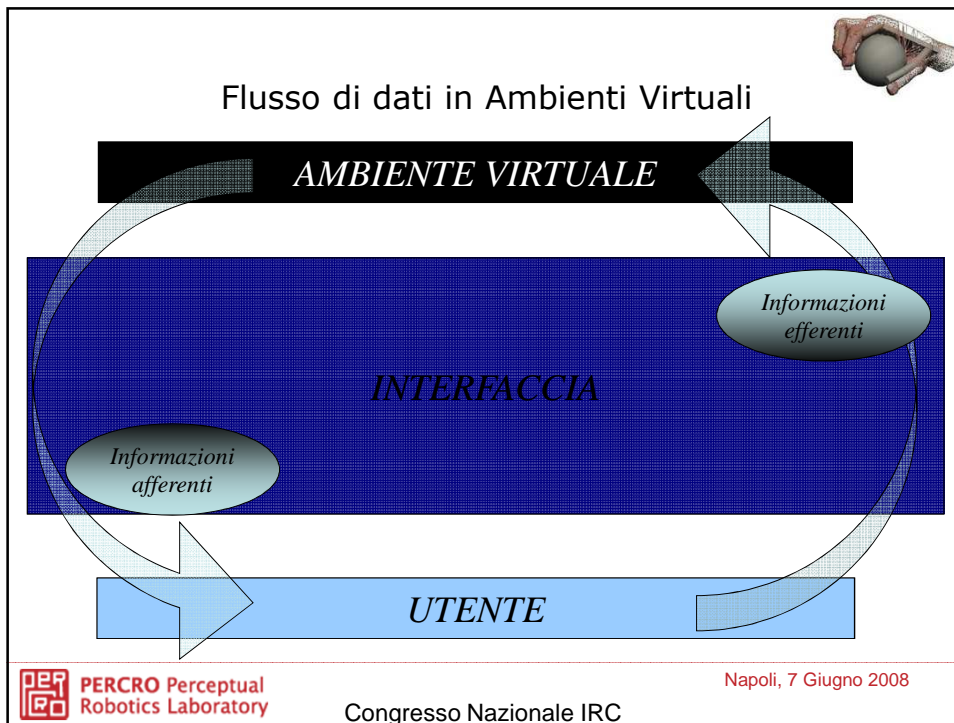 Flusso di dati in Ambienti Virtuali
AMBIENTE VIRTUALE
Informazioni
efferenti
INTERFACCIA
Informazioni
afferenti
UTENTE
PERCRO Perceptual
Robotics Laboratory
Congresso Nazionale IRC
Napoli, 7 Giugno 2008